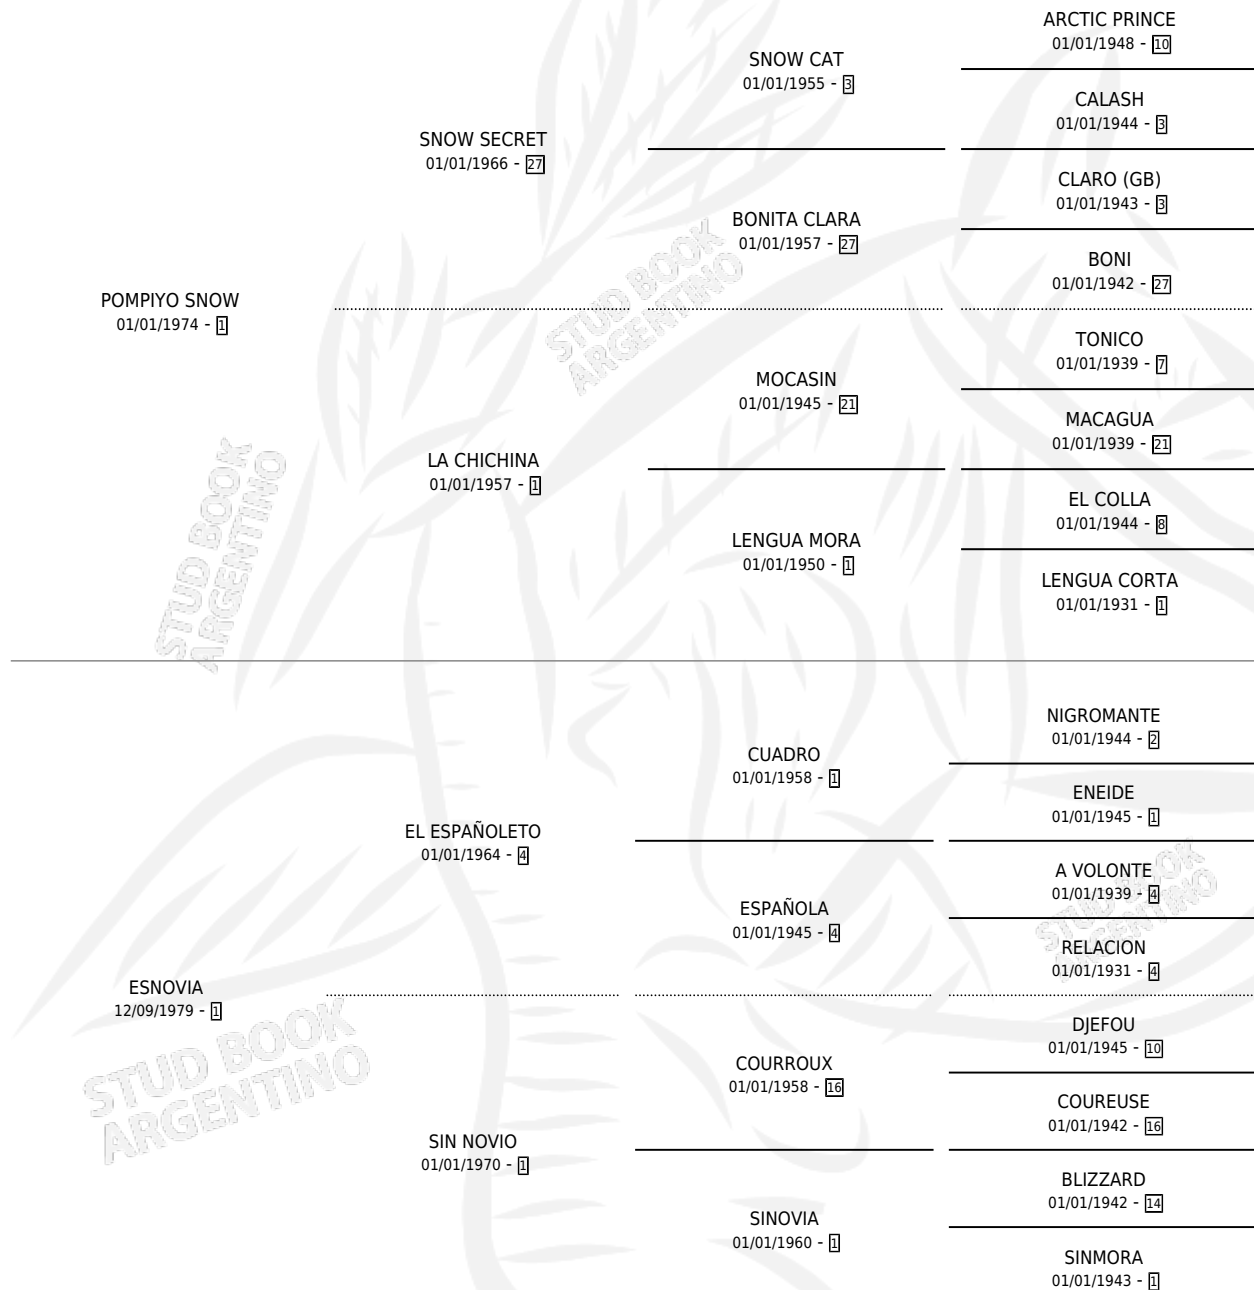 ARCTIC PRINCE
01/01/1948 - 10
SNOW CAT
01/01/1955 - 3
CALASH
01/01/1944 - 3
SNOW SECRET
01/01/1966 - 27
CLARO (GB)
01/01/1943 - 3
BONITA CLARA
01/01/1957 - 27
BONI
01/01/1942 - 27
POMPIYO SNOW
01/01/1974 - 1
TONICO
01/01/1939 - 7
MOCASIN
01/01/1945 - 21
MACAGUA
01/01/1939 - 21
LA CHICHINA
01/01/1957 - 1
EL COLLA
01/01/1944 - 8
LENGUA MORA
01/01/1950 - 1
LENGUA CORTA
01/01/1931 - 1
NIGROMANTE
01/01/1944 - 2
CUADRO
01/01/1958 - 1
ENEIDE
01/01/1945 - 1
EL ESPAÑOLETO
01/01/1964 - 4
A VOLONTE
01/01/1939 - 4
ESPAÑOLA
01/01/1945 - 4
RELACION
01/01/1931 - 4
ESNOVIA
12/09/1979 - 1
DJEFOU
01/01/1945 - 10
COURROUX
01/01/1958 - 16
COUREUSE
01/01/1942 - 16
SIN NOVIO
01/01/1970 - 1
BLIZZARD
01/01/1942 - 14
SINOVIA
01/01/1960 - 1
SINMORA
01/01/1943 - 1
STUD BOOK
ARGENTINO
STUD BOOK
ARGENTINO
STUD BOOK
ARGENTINO
STUD BOOK
ARGENTINO